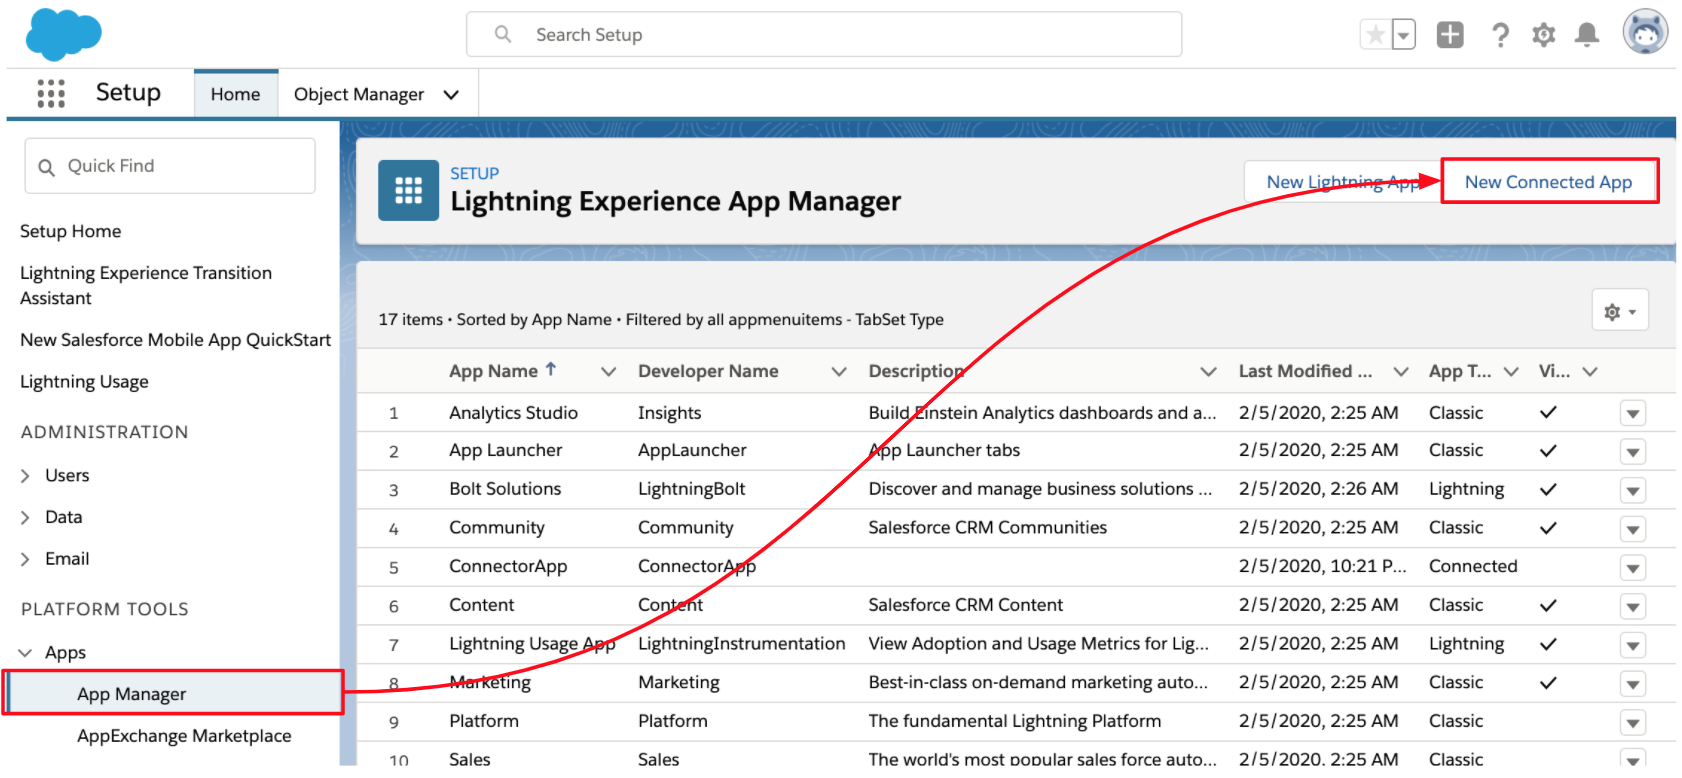 Search Setup
Setup
Home
Object Manager
Quick Find
Setup Home
Lightning Experience Transition
Assistant
New Salesforce Mobile App QuickStart
Lightning Usage
ADMINISTRATION
Users
Data
Email
PLATFORM TOOLS
Apps
App Manager
AppExchange Marketplace
SETUP
Lightning Experience App Manager
New Lightning App
New Connected App
17 items • Sorted by App Name • Filtered by all appmenuitems - TabSet Type
App Name ↑ Developer Name Description Last Modified ... App T... Vi...
1 Analytics Studio Insights Build Einstein Analytics dashboards and a... 2/5/2020, 2:25 AM Classic
2 App Launcher AppLauncher App Launcher tabs 2/5/2020, 2:25 AM Classic
3 Bolt Solutions LightningBolt Discover and manage business solutions ... 2/5/2020, 2:26 AM Lightning
4 Community Community Salesforce CRM Communities 2/5/2020, 2:25 AM Classic
5 ConnectorApp ConnectorApp 2/5/2020, 10:21 P... Connected
6 Content Content Salesforce CRM Content 2/5/2020, 2:25 AM Classic
7 Lightning Usage App LightningInstrumentation View Adoption and Usage Metrics for Lig... 2/5/2020, 2:25 AM Lightning
8 Marketing Marketing Best-in-class on-demand marketing auto... 2/5/2020, 2:25 AM Classic
9 Platform Platform The fundamental Lightning Platform 2/5/2020, 2:25 AM Classic
10 Sales Sales The world's most popular sales force auto... 2/5/2020, 2:25 AM Classic